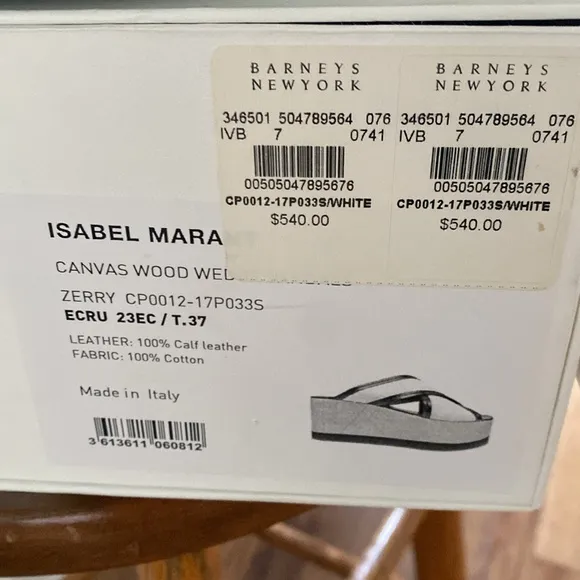 BARNEYS
NEWYORK
346501 504789564 076
IVB 7 0741
00505047895676
CP0012-17P033S/WHITE
$540.00
BARNEYS
NEWYORK
346501 504789564 076
IVB 7 0741
00505047895676
CP0012-17P033S/WHITE
$540.00
ISABEL MARA
CANVAS WOOD WED
ZERRY CP0012-17P033S
ECRU 23EC / T.37
LEATHER: 100% Calf leather
FABRIC: 100% Cotton
Made in Italy
3 613611 060812